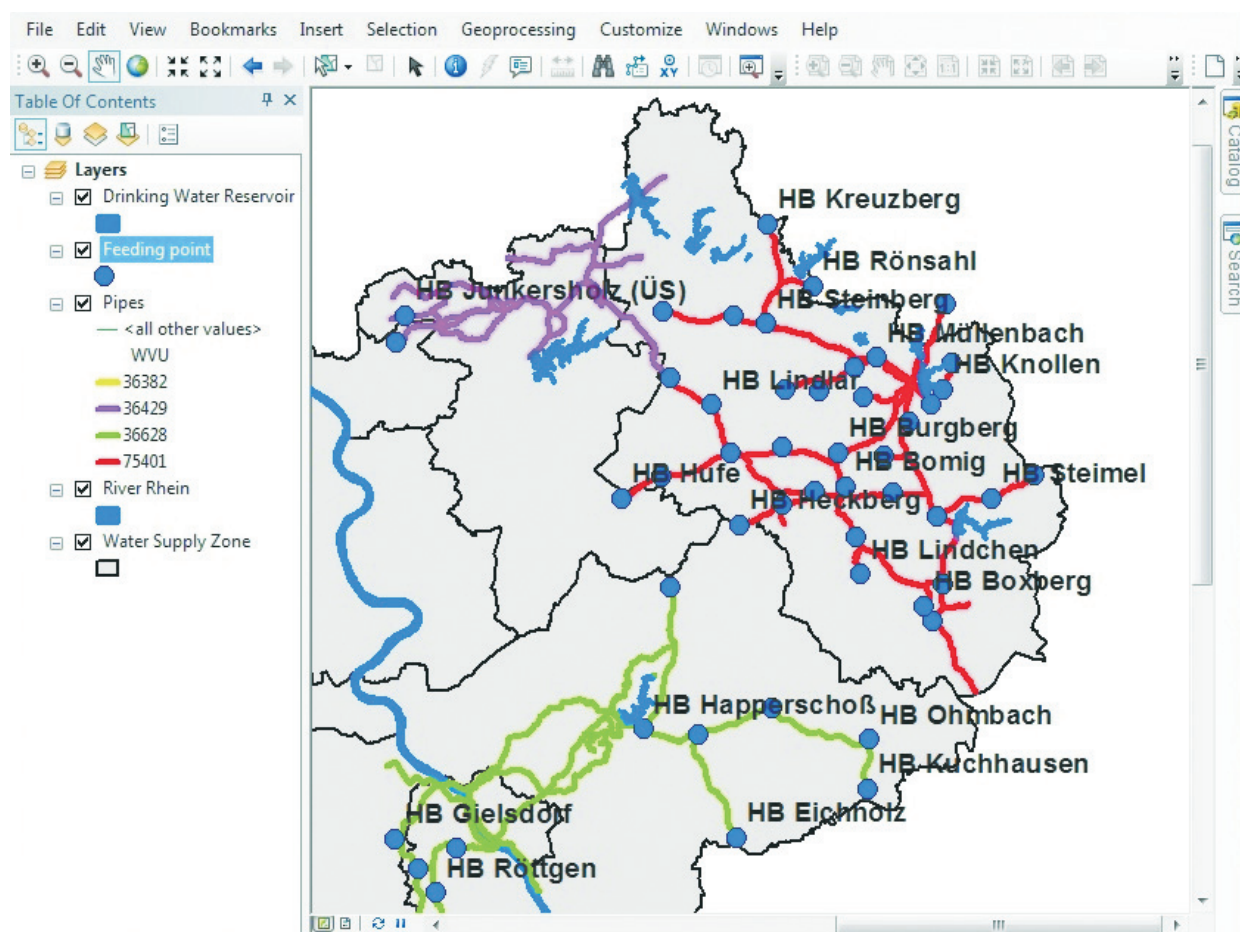 File Edit View Bookmarks Insert Selection Geoprocessing Customize Windows Help
XY
1:1
Table Of Contents
Layers
Drinking Water Reservoir
Feeding point
Pipes
<all other values>
WVU
36382
36429
36628
75401
River Rhein
Water Supply Zone
HB Kreuzberg
HB Rönsahl
HB Junkersholz (ÜS)
HB Steinberg
HB Müllenbach
HB Knollen
HB Lindlar
HB Burgberg
HB Bomig
HB Hufe
HB Steimel
HB Heckberg
HB Lindchen
HB Boxberg
HB Happerschoß
HB Ohmbach
HB Kuchhausen
HB Gielsdorf
HB Eichholz
HB Röttgen
Catalog
Search